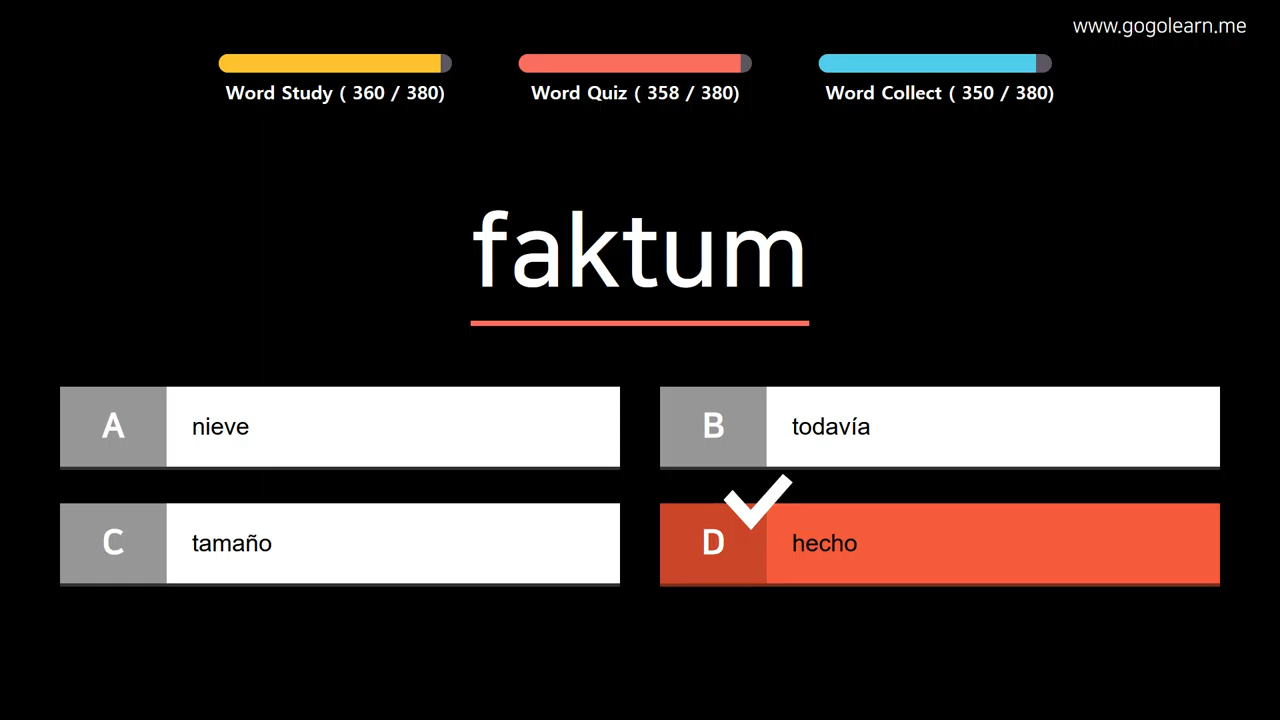 www.gogolearn.me
Word Study ( 360 / 380)
Word Quiz ( 358 / 380)
Word Collect ( 350 / 380)
faktum
A nieve
B todavía
C tamaño
D hecho